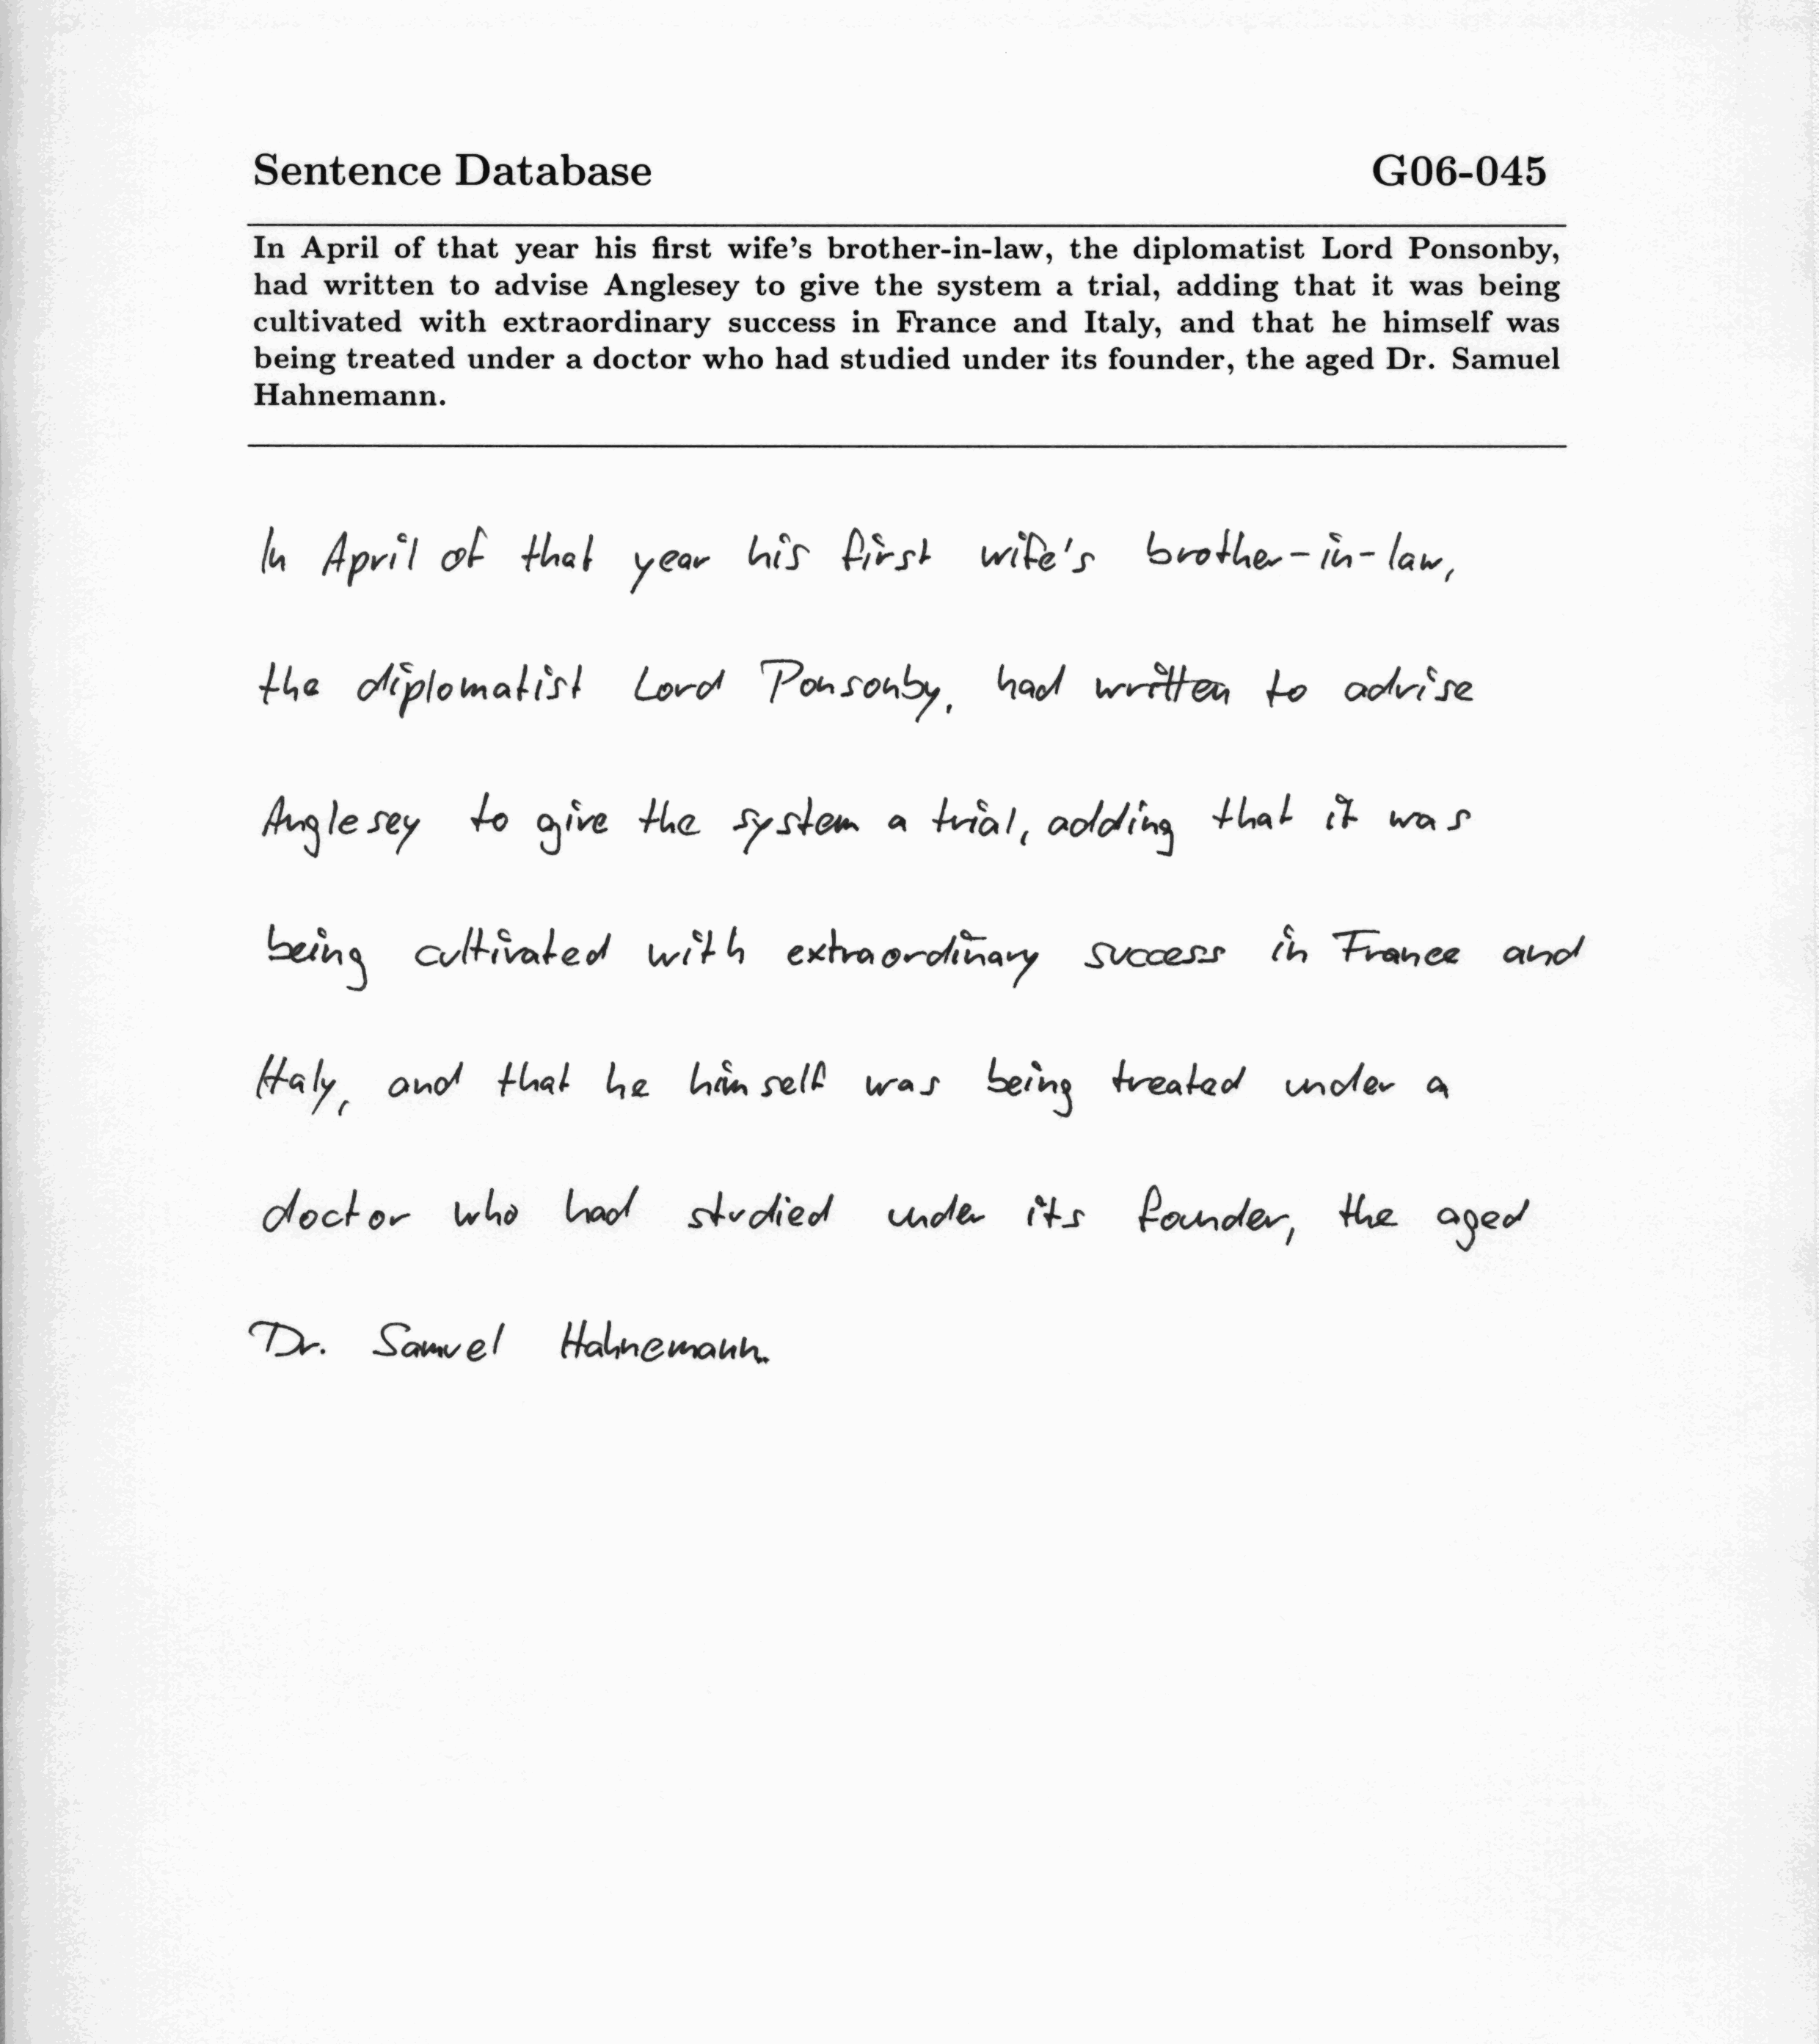 Sentence Database G06-045
In April of that year his first wife's brother-in-law, the diplomatist Lord Ponsonby,
had written to advise Anglesey to give the system a trial, adding that it was being
cultivated with extraordinary success in France and Italy, and that he himself was
being treated under a doctor who had studied under its founder, the aged Dr. Samuel
Hahnemann.
In April of that year his first wife's brother-in-law,
the diplomatist Lord Ponsonby, had written to advise
Anglesey to give the system a trial, adding that it was
being cultivated with extraordinary success in France and
Italy, and that he himself was being treated under a
doctor who had studied under its founder, the aged
Dr. Samuel Hahnemann.